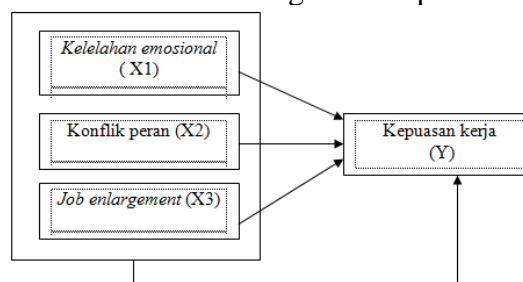 Kelelahan emosional
( X1)
Konflik peran (X2)
Kepuasan kerja
(Y)
Job enlargement (X3)